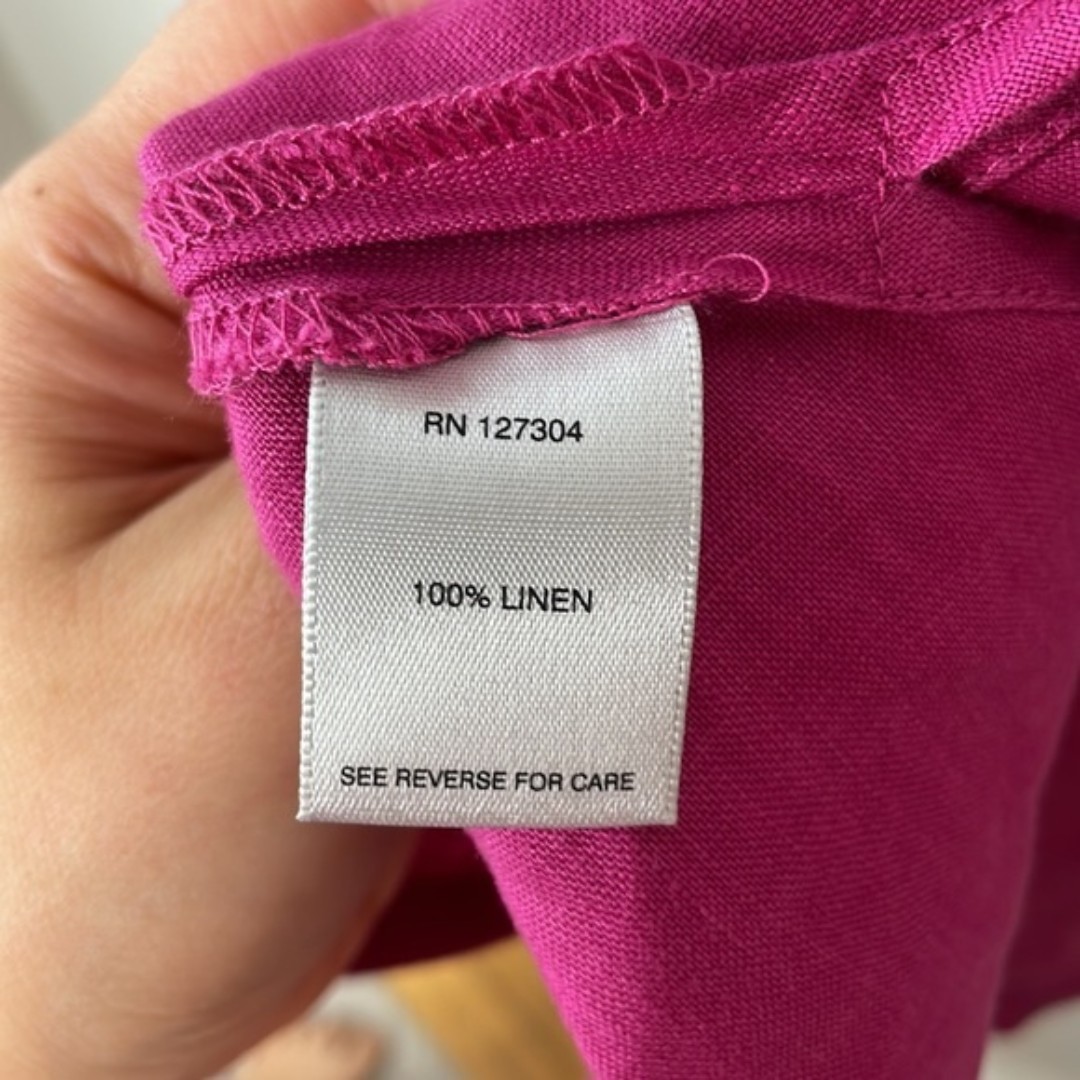 RN 127304
100% LINEN
SEE REVERSE FOR CARE